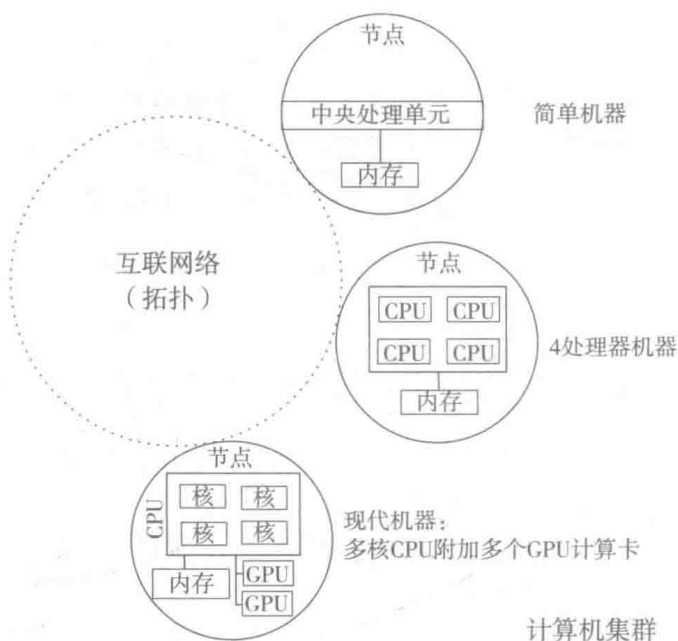 节点
中央处理单元
简单机器
内存
互联网络
（拓扑）
节点
CPU CPU
CPU CPU
4处理器机器
内存
节点
CPU
核 核
核 核
内存
GPU
GPU
现代机器：
多核CPU附加多个GPU计算卡
计算机集群